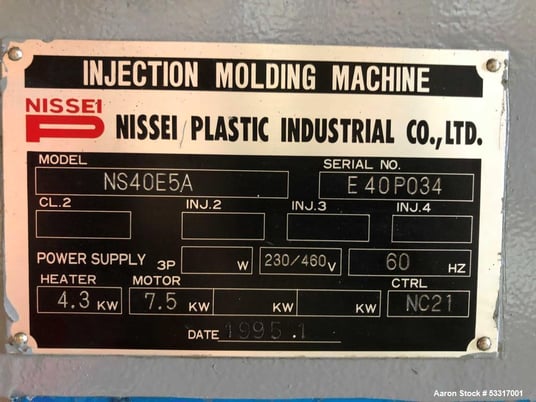 INJECTION MOLDING MACHINE
NISSEI
NISSEI PLASTIC INDUSTRIAL CO., LTD.
MODEL SERIAL NO.
NS40E5A E40P034
CL.2 INJ.2 INJ.3 INJ.4
POWER SUPPLY 3P W 230/460V 60 HZ
HEATER MOTOR CTRL
4.3 KW 7.5 KW KW KW NC21
DATE 1995.1
Aaron Stock # 53317001